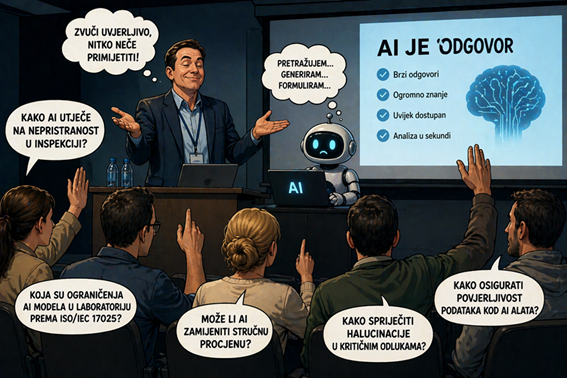 ZVUČI UVJERLJIVO,
NITKO NEĆE
PRIMIJETITI!
PRETRAŽUJEM...
GENERIRAM...
FORMULIRAM...
AI JE ODGOVOR
Brzi odgovori
Ogromno znanje
Uvijek dostupan
Analiza u sekundi
KAKO AI UTJEČE
NA NEPRISTRANOST
U INSPEKCIJI?
AI
KOJA SU OGRANIČENJA
AI MODELA U LABORATORIJU
PREMA ISO/IEC 17025?
MOŽE LI AI
ZAMIJENITI STRUČNU
PROCJENU?
KAKO SPRIJEČITI
HALUCINACIJE
U KRITIČNIM ODLUKAMA?
KAKO OSIGURATI
POVJERLJIVOST
PODATAKA KOD AI ALATA?